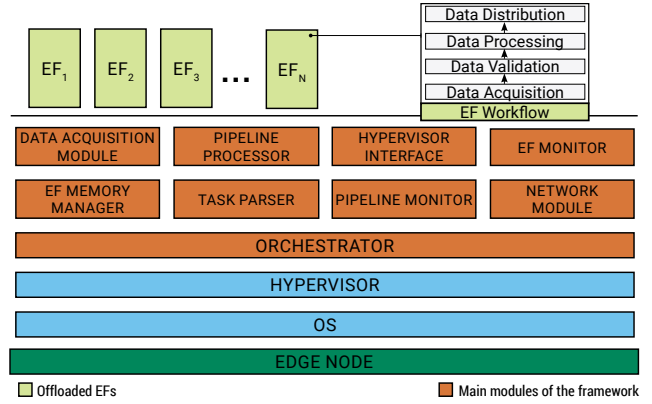 EF1
EF2
EF3
...
EFN
Data Distribution
Data Processing
Data Validation
Data Acquisition
EF Workflow
DATA ACQUISITION
MODULE
PIPELINE
PROCESSOR
HYPERVISOR
INTERFACE
EF MONITOR
EF MEMORY
MANAGER
TASK PARSER
PIPELINE MONITOR
NETWORK
MODULE
ORCHESTRATOR
HYPERVISOR
OS
EDGE NODE
Offloaded EFs
Main modules of the framework